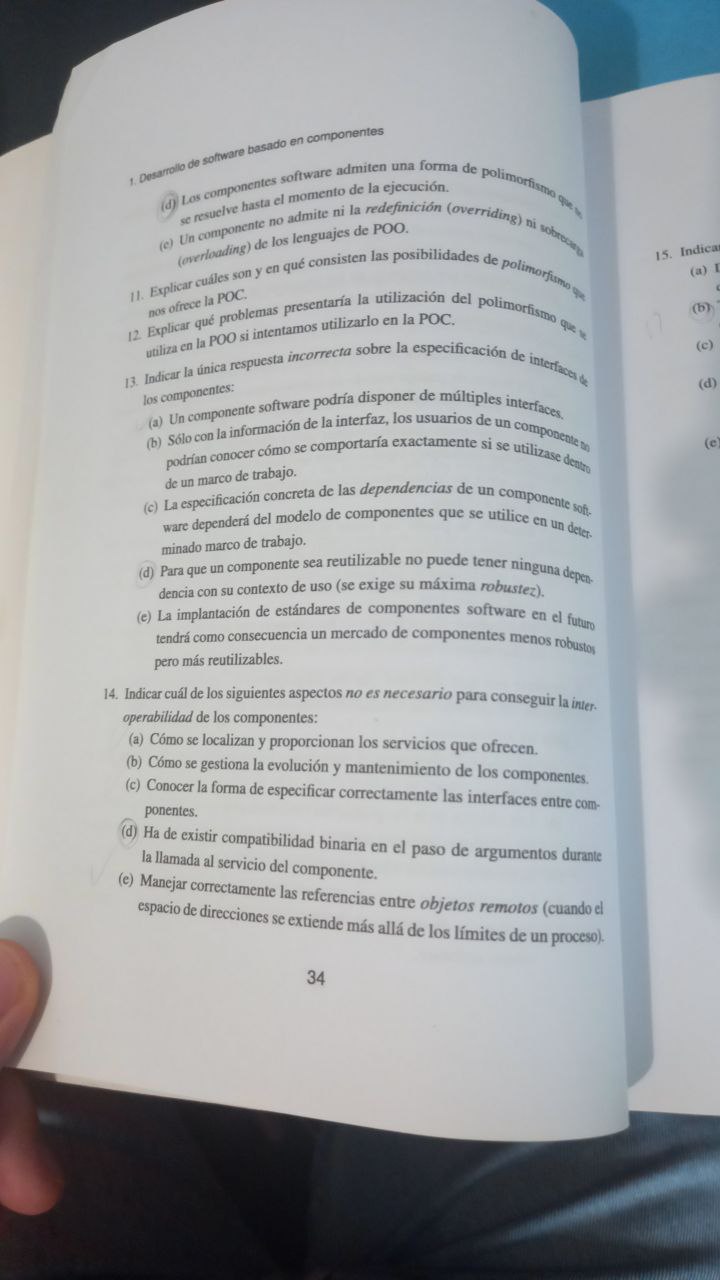 1. Desarrollo de software basado en componentes
(d) Los componentes software admiten una forma de polimorfismo que se
se resuelve hasta el momento de la ejecución.
(e) Un componente no admite ni la redefinición (overriding) ni sobrecarga
(overloading) de los lenguajes de POO.
11. Explicar cuáles son y en qué consisten las posibilidades de polimorfismo que
nos ofrece la POC.
12. Explicar qué problemas presentaría la utilización del polimorfismo que se
utiliza en la POO si intentamos utilizarlo en la POC.
13. Indicar la única respuesta incorrecta sobre la especificación de interfaces de
los componentes:
(a) Un componente software podría disponer de múltiples interfaces.
(b) Sólo con la información de la interfaz, los usuarios de un componente no
podrían conocer cómo se comportaría exactamente si se utilizase dentro
de un marco de trabajo.
(c) La especificación concreta de las dependencias de un componente soft-
ware dependerá del modelo de componentes que se utilice en un deter-
minado marco de trabajo.
(d) Para que un componente sea reutilizable no puede tener ninguna depen-
dencia con su contexto de uso (se exige su máxima robustez).
(e) La implantación de estándares de componentes software en el futuro
tendrá como consecuencia un mercado de componentes menos robustos
pero más reutilizables.
14. Indicar cuál de los siguientes aspectos no es necesario para conseguir la inter-
operabilidad de los componentes:
(a) Cómo se localizan y proporcionan los servicios que ofrecen.
(b) Cómo se gestiona la evolución y mantenimiento de los componentes.
(c) Conocer la forma de especificar correctamente las interfaces entre com-
ponentes.
(d) Ha de existir compatibilidad binaria en el paso de argumentos durante
la llamada al servicio del componente.
(e) Manejar correctamente las referencias entre objetos remotos (cuando el
espacio de direcciones se extiende más allá de los límites de un proceso).
34
15. Indica
(a)
(b)
(c)
(d)
(e)